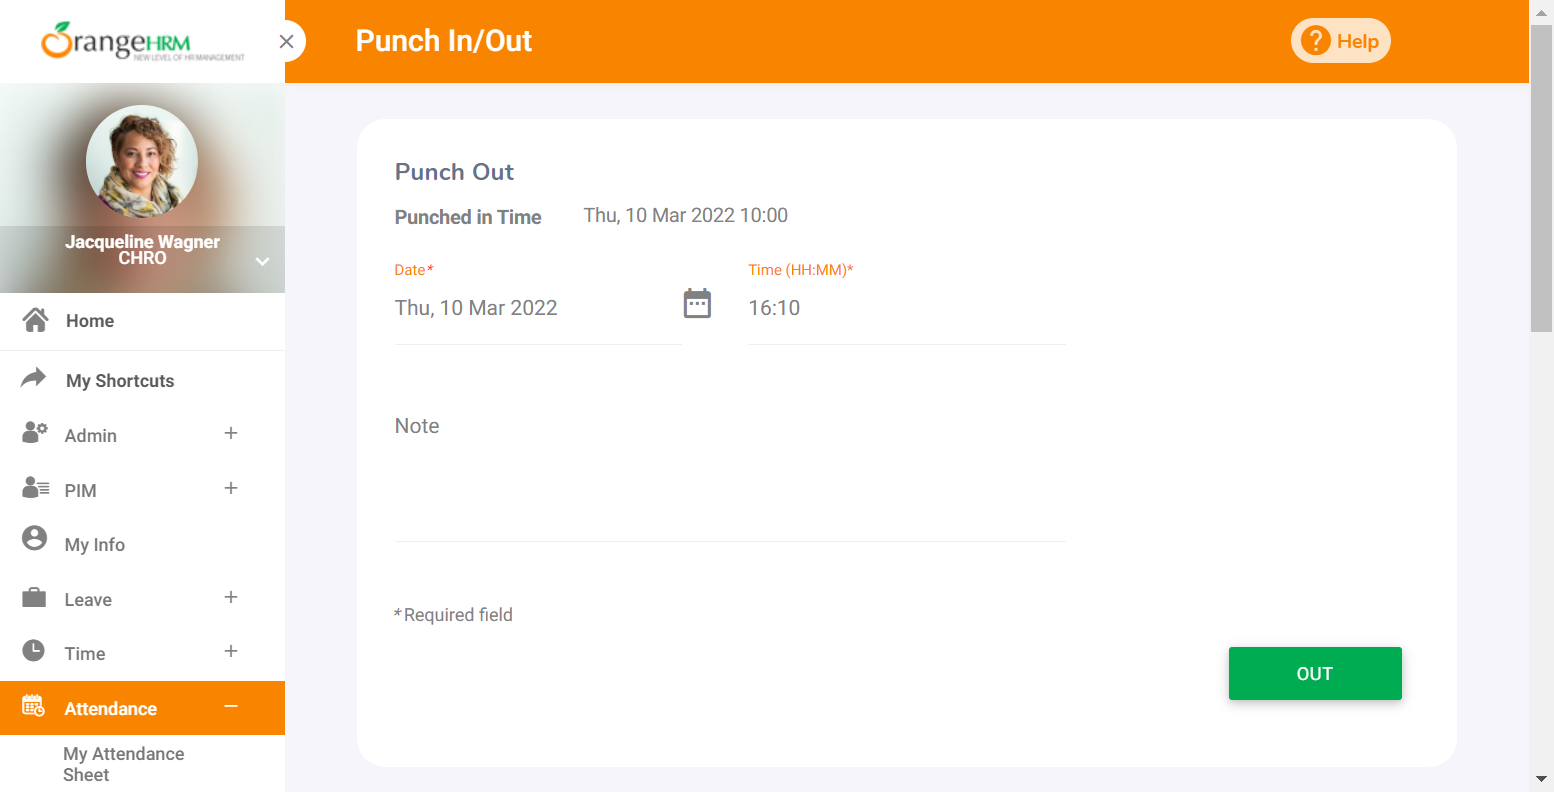 OrangeHRM
NEW LEVEL OF HR MANAGEMENT
Punch In/Out
? Help
Jacqueline Wagner
CHRO
Home
My Shortcuts
Admin
PIM
My Info
Leave
Time
Attendance
My Attendance
Sheet
Punch Out
Punched in Time Thu, 10 Mar 2022 10:00
Date* Time (HH:MM)*
Thu, 10 Mar 2022 16:10
Note
* Required field
OUT